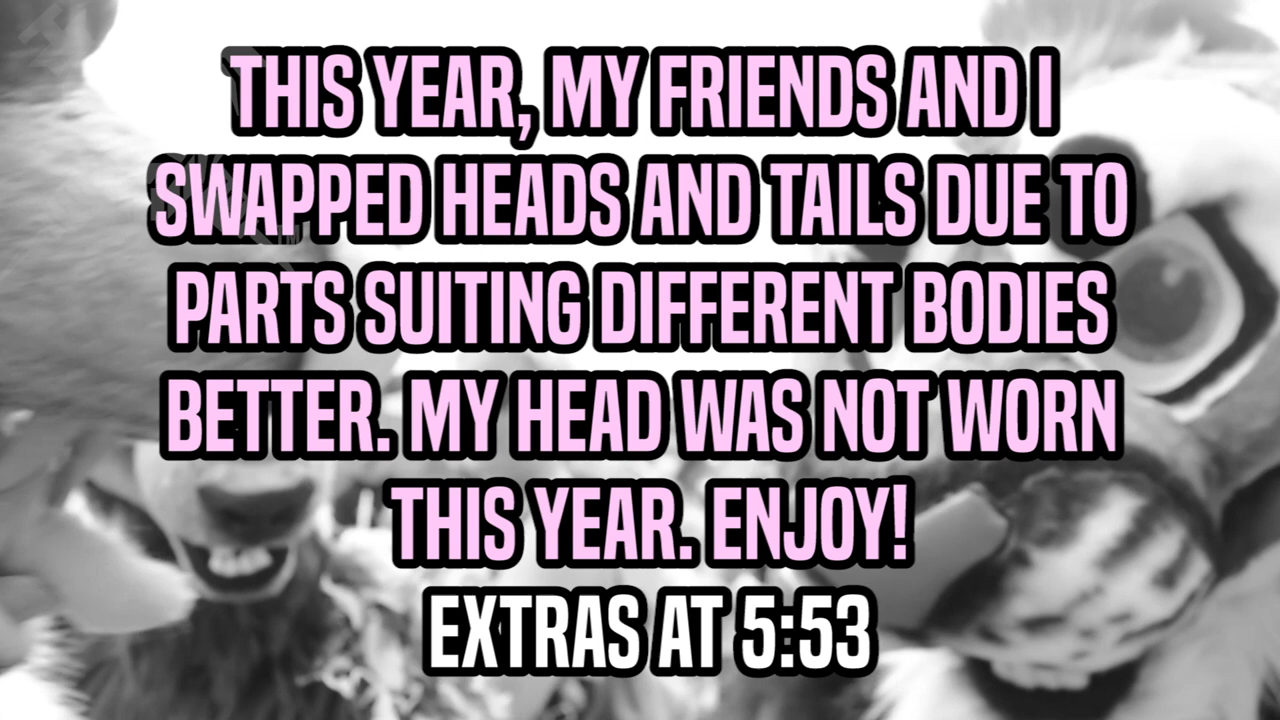 THIS YEAR, MY FRIENDS AND I
SWAPPED HEADS AND TAILS DUE TO
PARTS SUITING DIFFERENT BODIES
BETTER. MY HEAD WAS NOT WORN
THIS YEAR. ENJOY!
EXTRAS AT 5:53